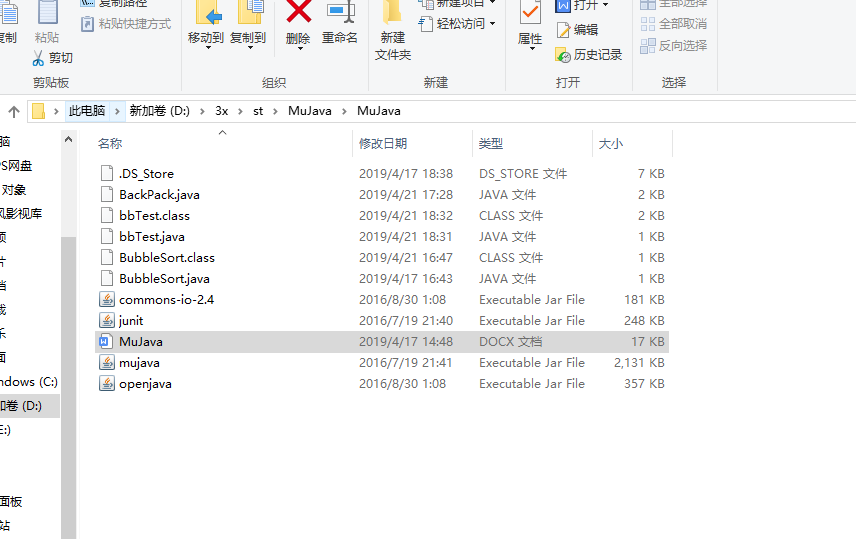 复制路径
新建项目
打开
全部选择
粘贴
粘贴快捷方式
移动到 复制到
删除 重命名
新建
文件夹
轻松访问
属性
编辑
全部取消
剪切
历史记录
反向选择
剪贴板
组织
新建
打开
选择
此电脑 新加卷 (D:) 3x st MuJava MuJava
名称 修改日期 类型 大小
.DS_Store 2019/4/17 18:38 DS_STORE 文件 7 KB
BackPack.java 2019/4/21 17:28 JAVA 文件 2 KB
bbTest.class 2019/4/21 18:32 CLASS 文件 2 KB
bbTest.java 2019/4/21 18:31 JAVA 文件 1 KB
BubbleSort.class 2019/4/21 16:47 CLASS 文件 1 KB
BubbleSort.java 2019/4/17 16:43 JAVA 文件 1 KB
commons-io-2.4 2016/8/30 1:08 Executable Jar File 181 KB
junit 2016/7/19 21:40 Executable Jar File 248 KB
MuJava 2019/4/17 14:48 DOCX 文档 17 KB
mujava 2016/7/19 21:41 Executable Jar File 2,131 KB
openjava 2016/8/30 1:08 Executable Jar File 357 KB
脑
PS网盘
对象
风影视库
面
ndows (C:)
加卷 (D:)
E:)
面板
站